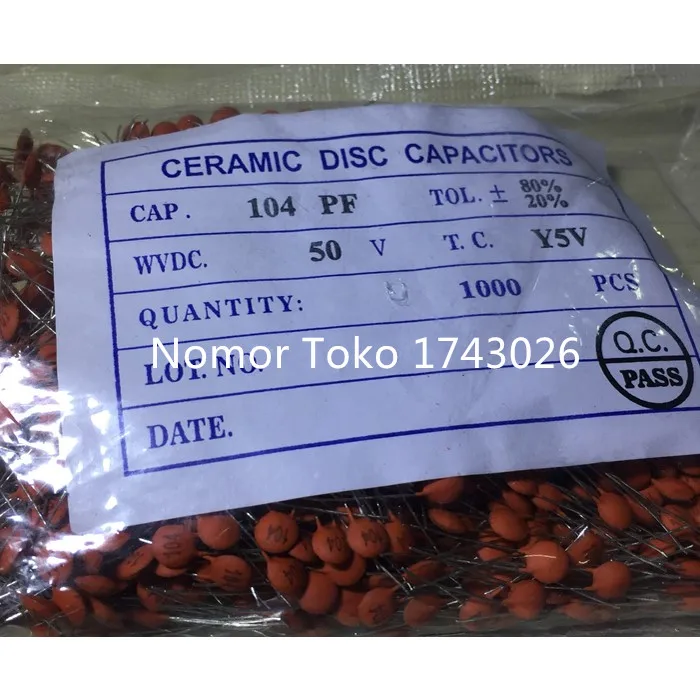 CERAMIC DISC CAPACITORS
CAP. 104 PF TOL. ± 80% 20%
WVDC. 50 V T.C. Y5V
QUANTITY: 1000 PCS
LOT. NO.
Nomor Toko 1743026
Q.C.
PASS
DATE.
104